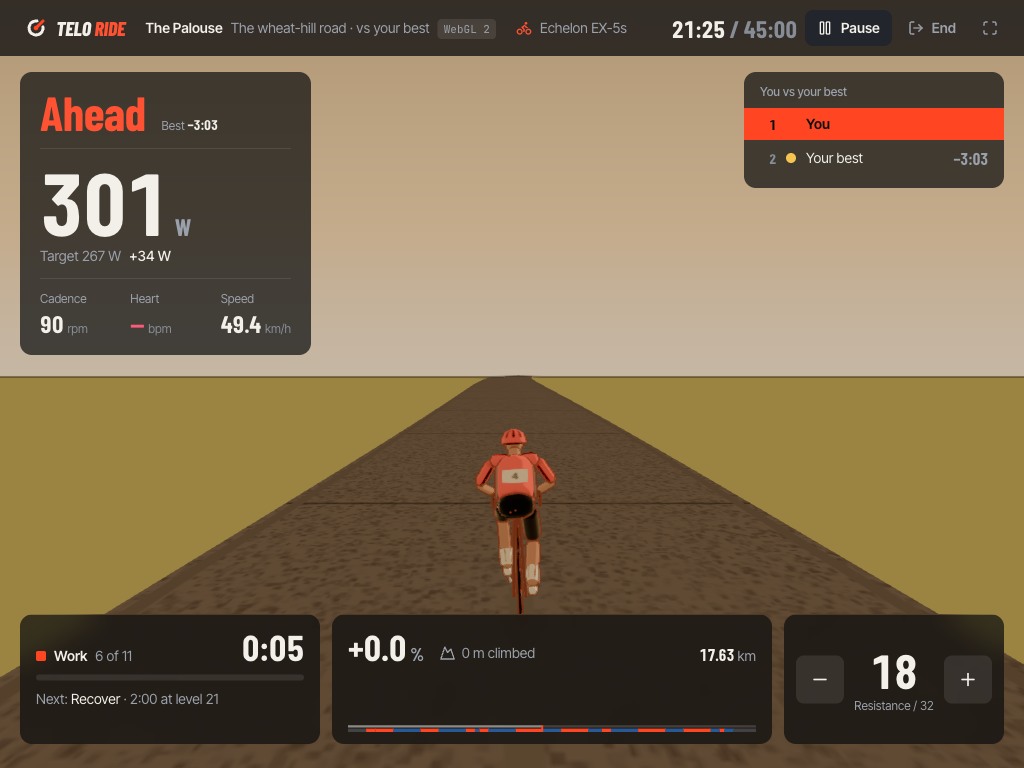 TELO RIDE
The Palouse The wheat-hill road · vs your best WebGL 2
Echelon EX-5s
21:25 / 45:00
Pause
End
Ahead Best −3:03
301 W
Target 267 W +34 W
Cadence Heart Speed
90 rpm – bpm 49.4 km/h
You vs your best
1 You
2 Your best −3:03
4
Work 6 of 11 0:05
Next: Recover · 2:00 at level 21
+0.0 % 0 m climbed 17.63 km
− 18 +
Resistance / 32